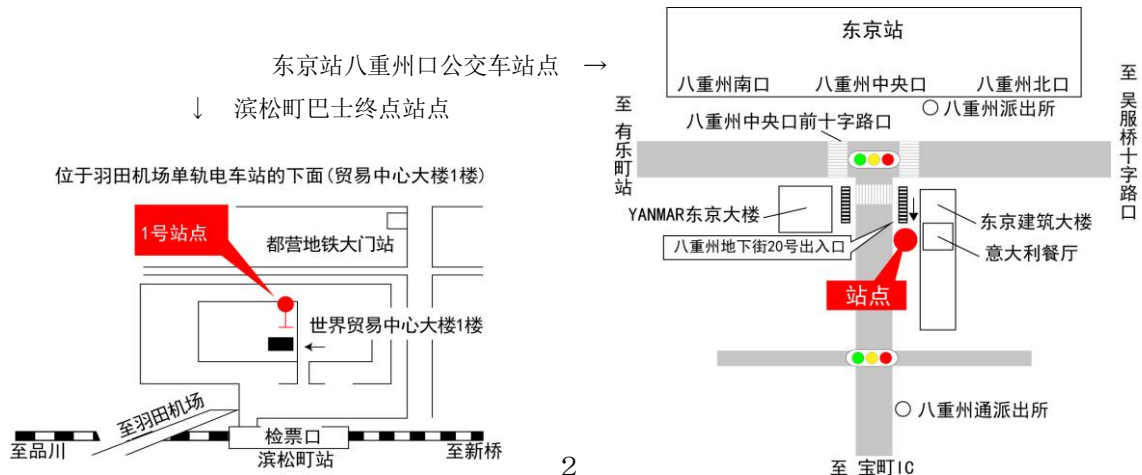 东京站八重州口公交车站点 →
↓ 滨松町巴士终点站点
位于羽田机场单轨电车站的下面(贸易中心大楼1楼)
1号站点
都营地铁大门站
世界贸易中心大楼1楼
←
至羽田机场
检票口
至品川
滨松町站
至新桥
东京站
八重州南口 八重州中央口 八重州北口
八重州派出所
八重州中央口前十字路口
至 有乐町站
至 吴服桥十字路口
YANMAR东京大楼
八重州地下街20号出入口
↓
东京建筑大楼
意大利餐厅
站点
八重州通派出所
至 宝町IC
2